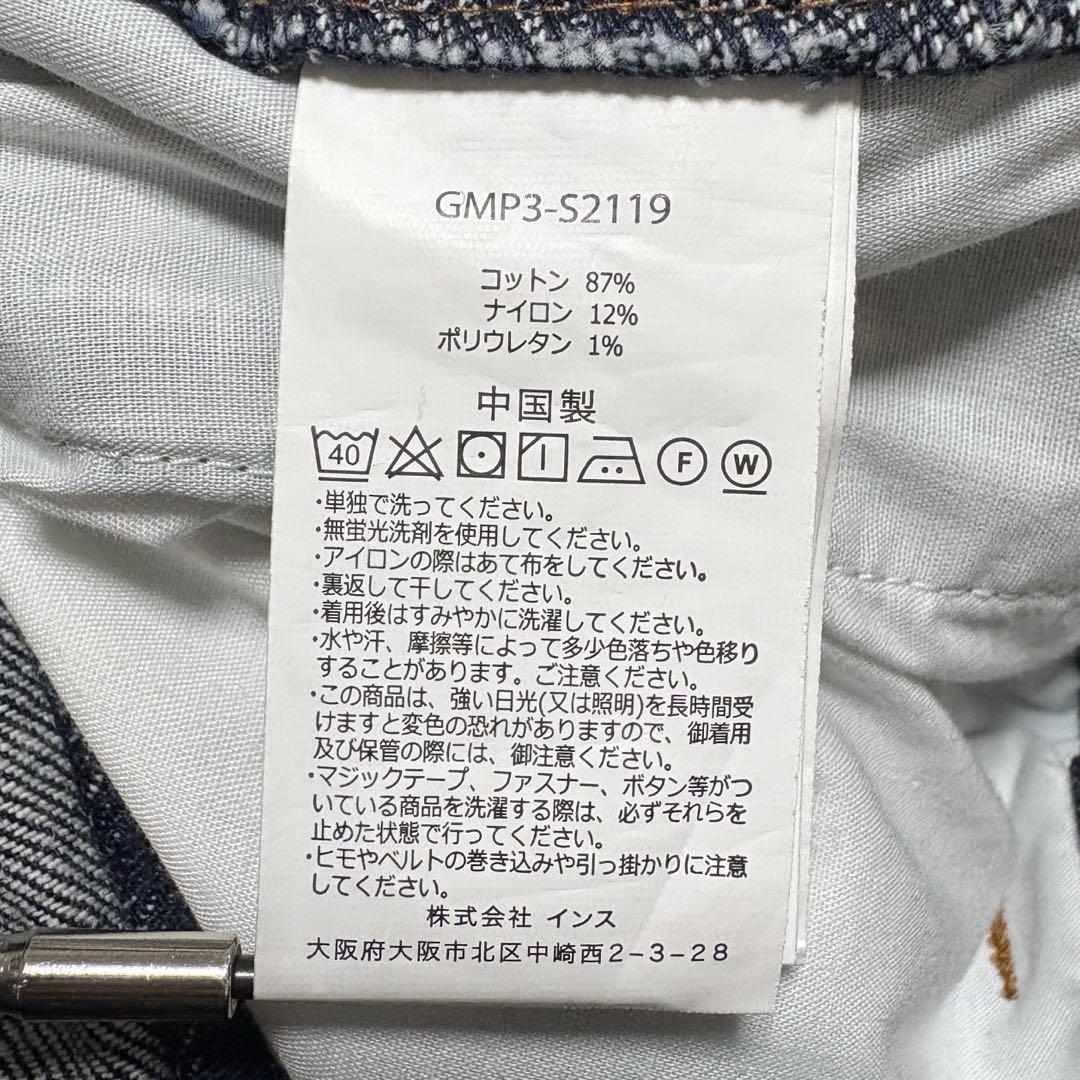 GMP3-S2119
コットン 87%
ナイロン 12%
ポリウレタン 1%
中国製
40 F W
･単独で洗ってください。
･無蛍光洗剤を使用してください。
･アイロンの際はあて布をしてください。
･裏返して干してください。
･着用後はすみやかに洗濯してください。
･水や汗、摩擦等によって多少色落ちや色移り
することがあります。ご注意ください。
･この商品は、強い日光(又は照明)を長時間受
けますと変色の恐れがありますので、御着用
及び保管の際には、御注意ください。
･マジックテープ、ファスナー、ボタン等がつ
いている商品を洗濯する際は、必ずそれらを
止めた状態で行ってください。
･ヒモやベルトの巻き込みや引っ掛かりに注意
してください。
株式会社 インス
大阪府大阪市北区中崎西2-3-28